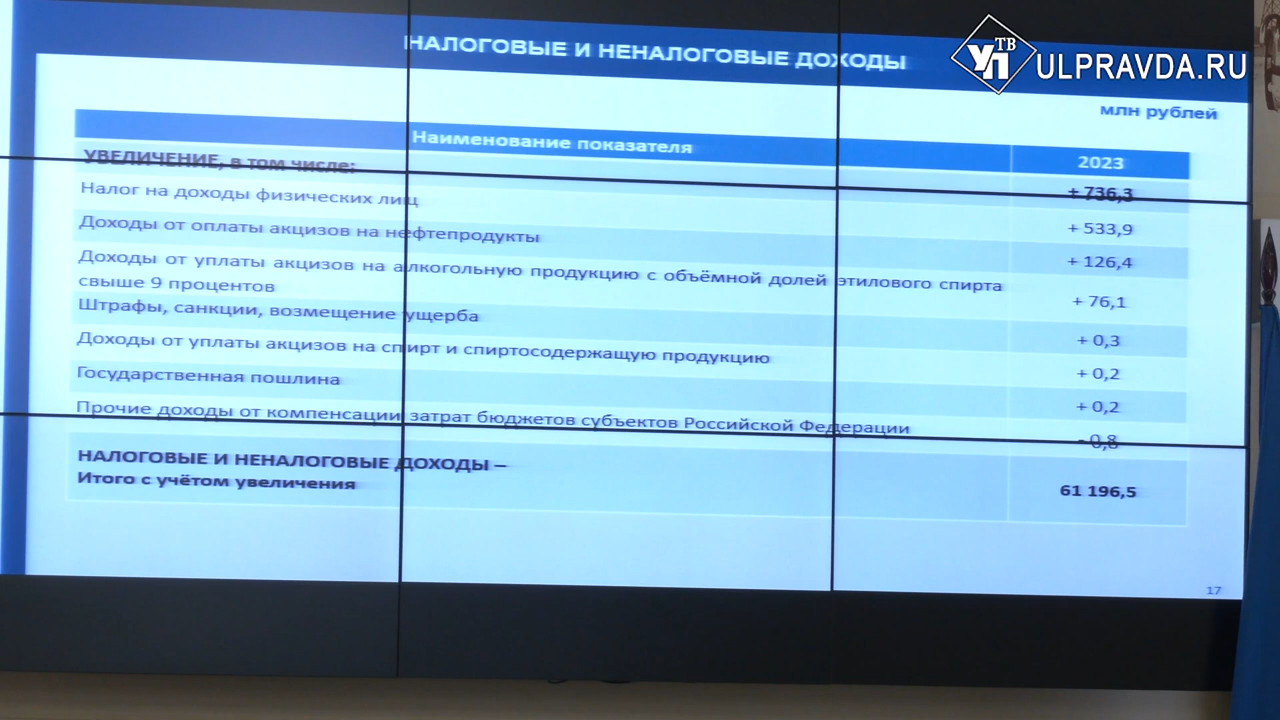 НАЛОГОВЫЕ И НЕНАЛОГОВЫЕ ДОХОДЫ
ТВ
УП
ULPRAVDA.RU
млн рублей
Наименование показателя 2023
УВЕЛИЧЕНИЕ, в том числе: + 736,3
Налог на доходы физических лиц + 533,9
Доходы от оплаты акцизов на нефтепродукты + 126,4
Доходы от уплаты акцизов на алкогольную продукцию с объёмной долей этилового спирта
свыше 9 процентов + 76,1
Штрафы, санкции, возмещение ущерба + 0,3
Доходы от уплаты акцизов на спирт и спиртосодержащую продукцию + 0,2
Государственная пошлина + 0,2
Прочие доходы от компенсации затрат бюджетов субъектов Российской Федерации - 0,8
НАЛОГОВЫЕ И НЕНАЛОГОВЫЕ ДОХОДЫ –
Итого с учётом увеличения 61 196,5
17